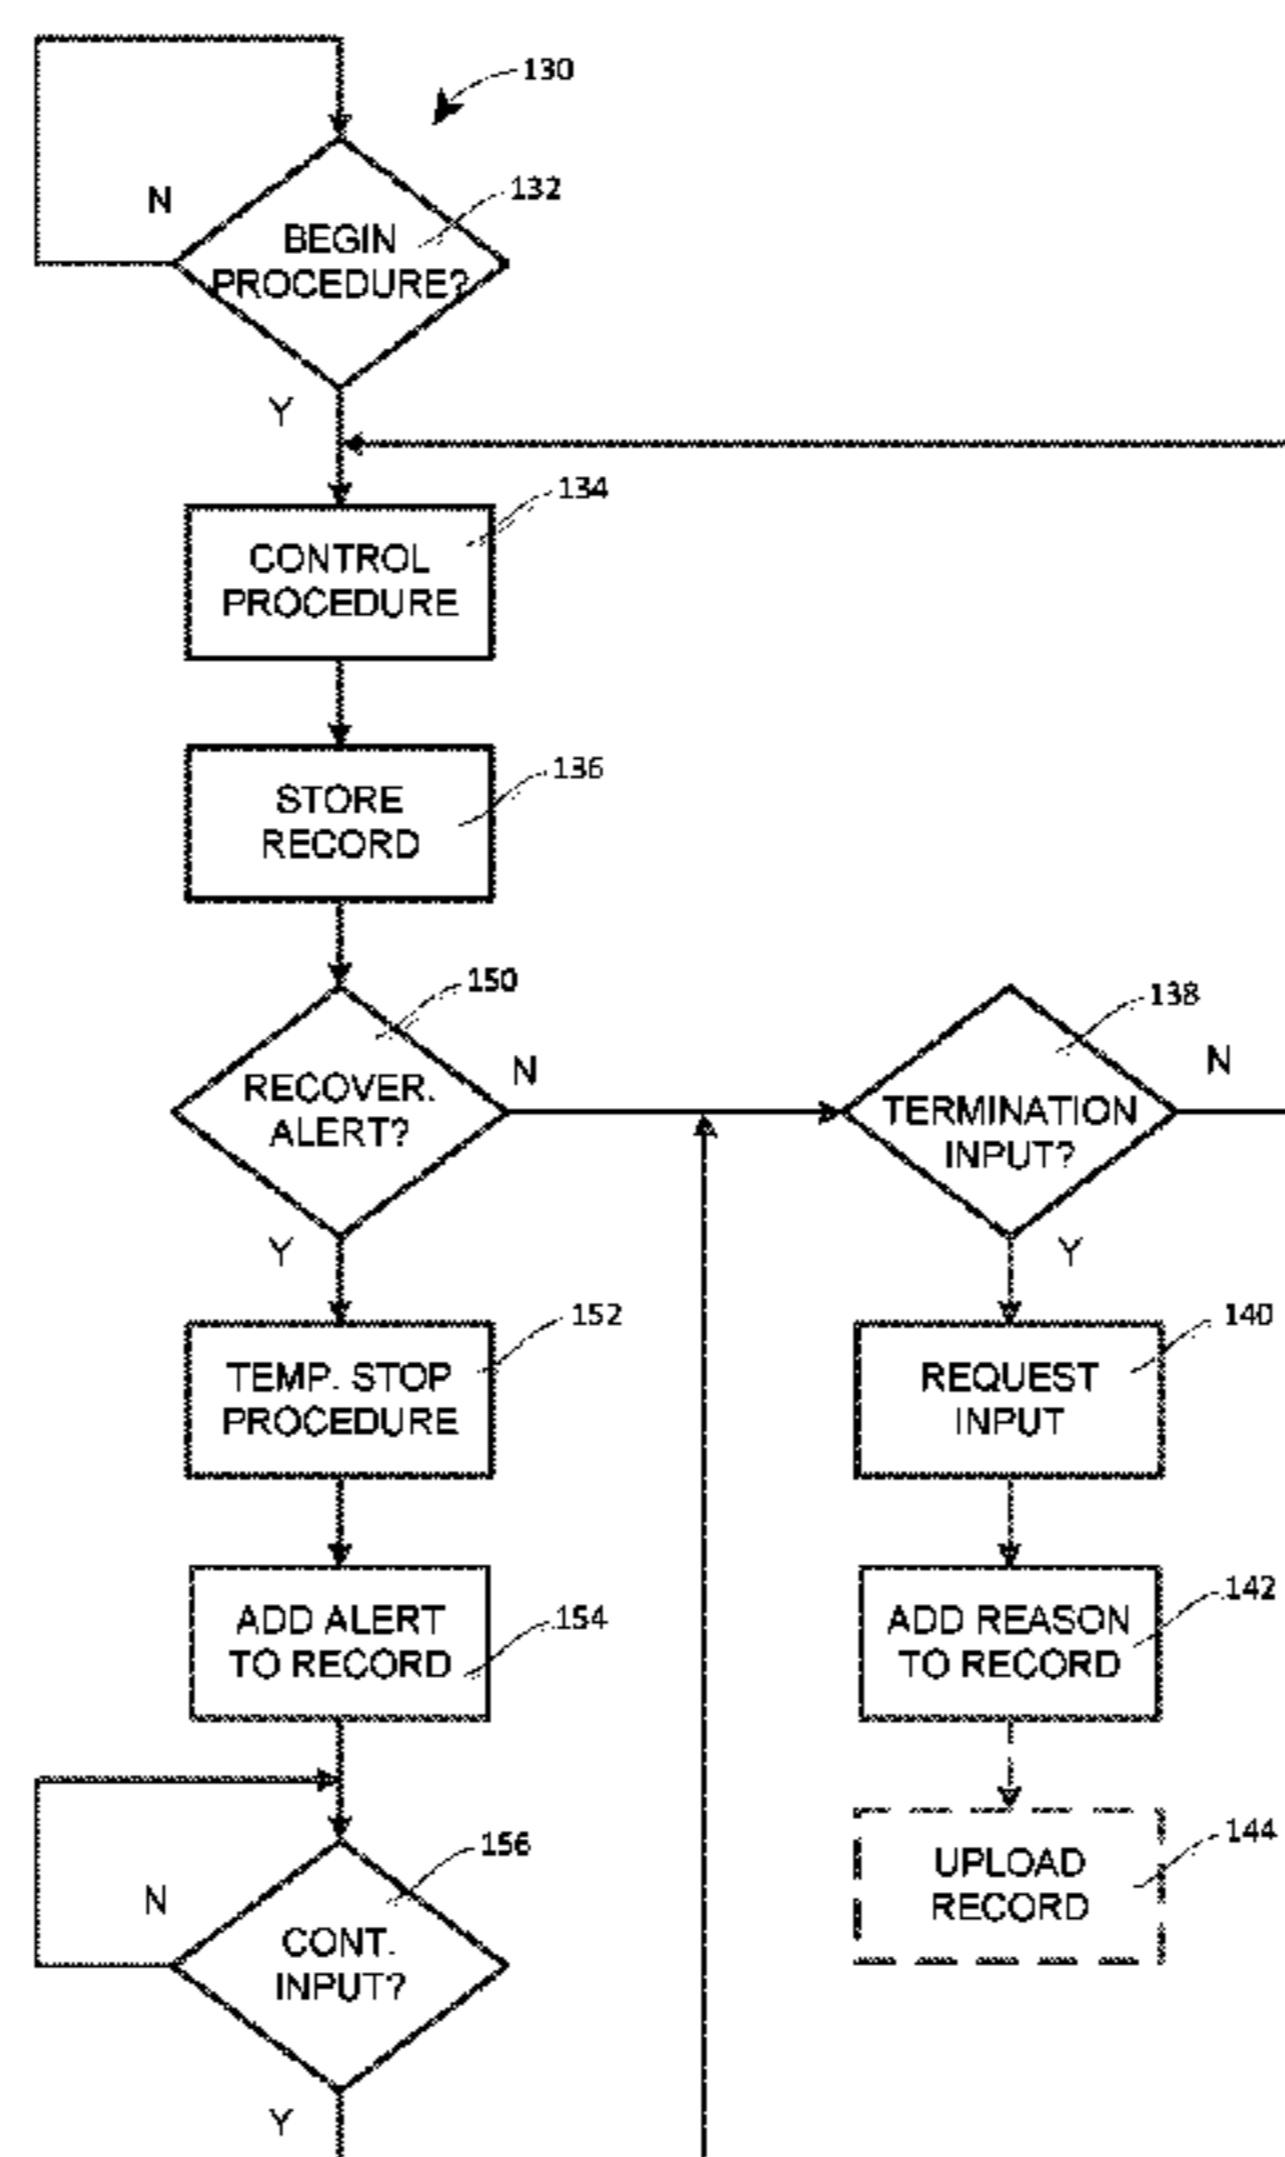 130
N
132
BEGIN
PROCEDURE?
Y
134
CONTROL
PROCEDURE
136
STORE
RECORD
150
N
RECOVER.
ALERT?
Y
138
N
TERMINATION
INPUT?
Y
152
TEMP. STOP
PROCEDURE
140
REQUEST
INPUT
154
ADD ALERT
TO RECORD
142
ADD REASON
TO RECORD
156
N
CONT.
INPUT?
Y
144
UPLOAD
RECORD